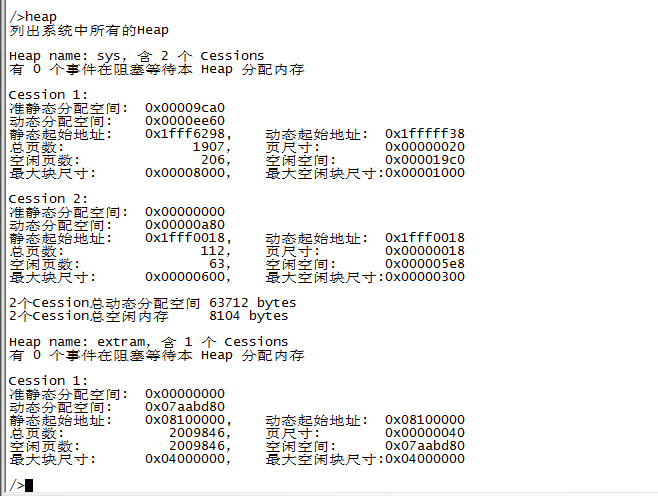 />heap
列出系统中所有的Heap
Heap name: sys, 含 2 个 Cessions
有 0 个事件在阻塞等待本 Heap 分配内存
Cession 1:
准静态分配空间: 0x00009ca0
动态分配空间: 0x0000ee60
静态起始地址: 0x1fff6298, 动态起始地址: 0x1fffff38
总页数: 1907, 页尺寸: 0x00000020
空闲页数: 206, 空闲空间: 0x000019c0
最大块尺寸: 0x00008000, 最大空闲块尺寸:0x00001000
Cession 2:
准静态分配空间: 0x00000000
动态分配空间: 0x00000a80
静态起始地址: 0x1fff0018, 动态起始地址: 0x1fff0018
总页数: 112, 页尺寸: 0x00000018
空闲页数: 63, 空闲空间: 0x000005e8
最大块尺寸: 0x00000600, 最大空闲块尺寸:0x00000300
2个Cession总动态分配空间 63712 bytes
2个Cession总空闲内存 8104 bytes
Heap name: extram, 含 1 个 Cessions
有 0 个事件在阻塞等待本 Heap 分配内存
Cession 1:
准静态分配空间: 0x00000000
动态分配空间: 0x07aabd80
静态起始地址: 0x08100000, 动态起始地址: 0x08100000
总页数: 2009846, 页尺寸: 0x00000040
空闲页数: 2009846, 空闲空间: 0x07aabd80
最大块尺寸: 0x04000000, 最大空闲块尺寸:0x04000000
/>